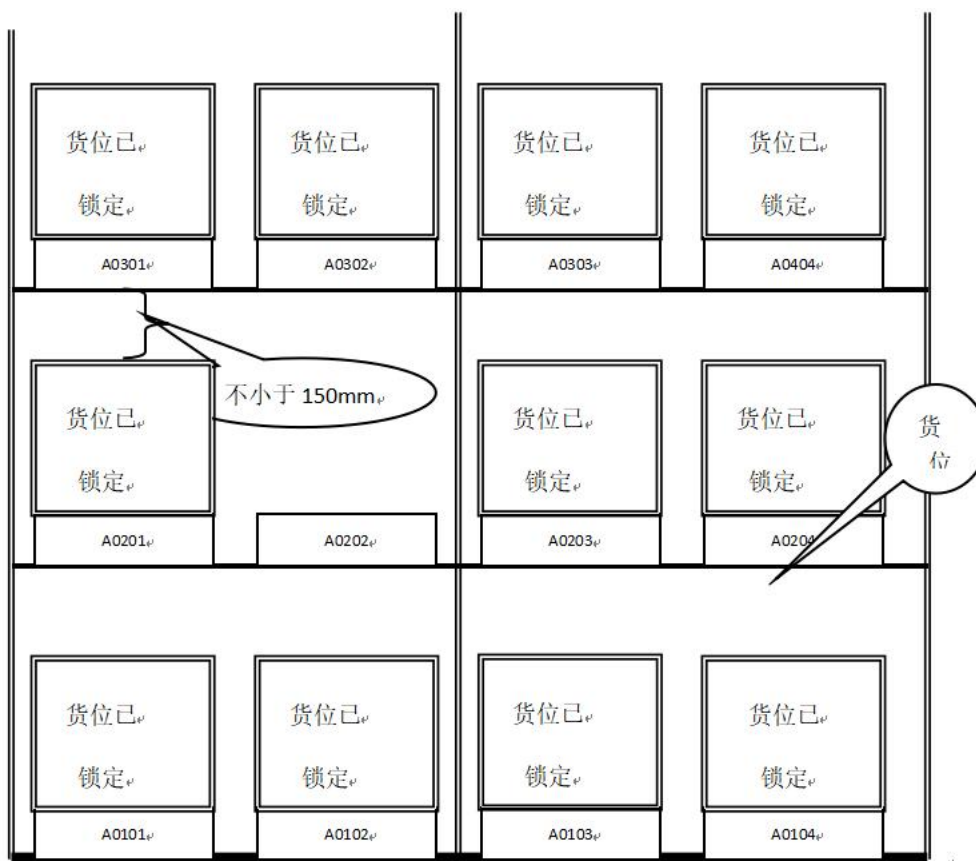 货位已
锁定
货位已
锁定
货位已
锁定
货位已
锁定
A0301
A0302
A0303
A0404
不小于 150mm
货位已
锁定
货位已
锁定
货位已
锁定
货
位
A0201
A0202
A0203
A0204
货位已
锁定
货位已
锁定
货位已
锁定
货位已
锁定
A0101
A0102
A0103
A0104